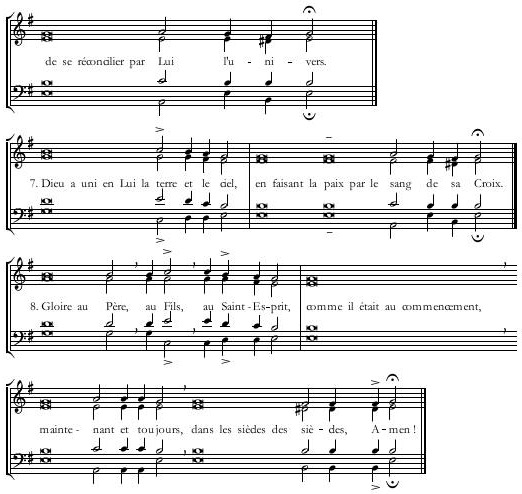 de se réconcilier par Lui l'u - ni - vers.
7. Dieu a uni en Lui la terre et le ciel, en faisant la paix par le sang de sa Croix.
8. Gloire au Père, au Fils, au Saint - Es - prit, comme il était au commencement,
mainte - nant et toujours, dans les siècles des siè - cles, A - men !